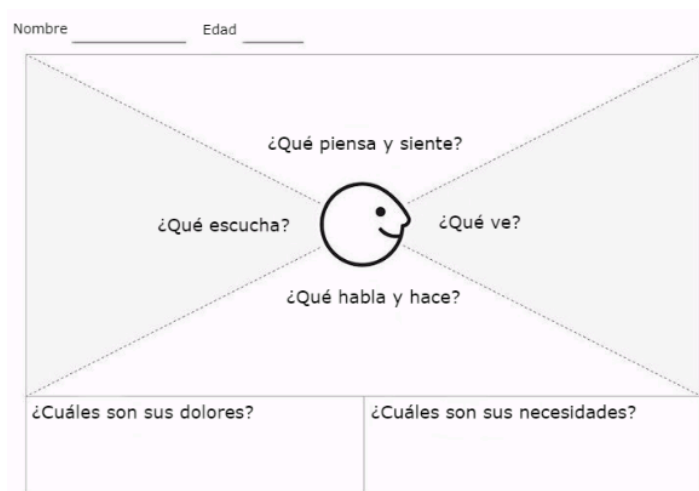 Nombre Edad
¿Qué piensa y siente?
¿Qué escucha? ¿Qué ve?
¿Qué habla y hace?
¿Cuáles son sus dolores? ¿Cuáles son sus necesidades?